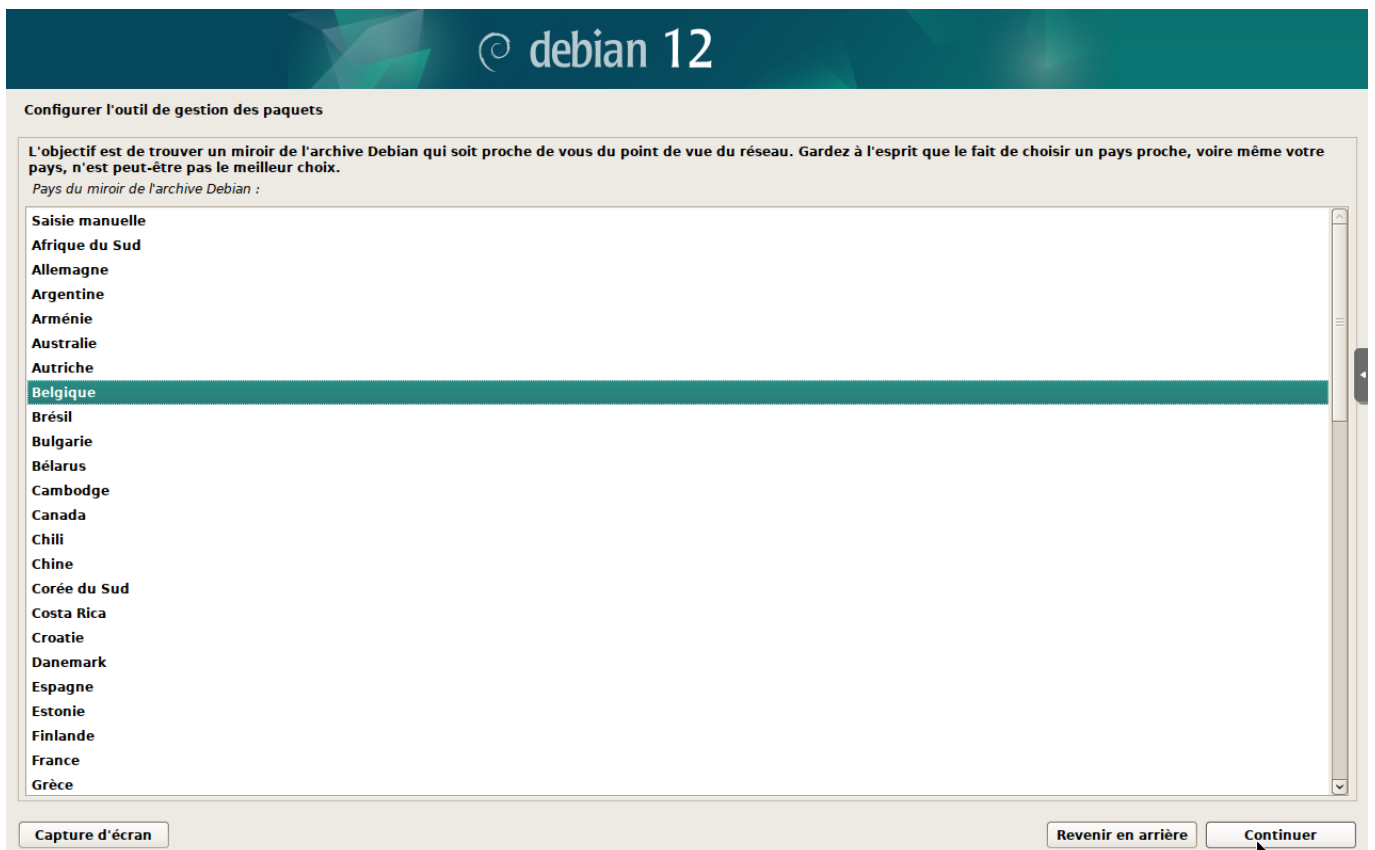 debian 12
Configurer l'outil de gestion des paquets
L'objectif est de trouver un miroir de l'archive Debian qui soit proche de vous du point de vue du réseau. Gardez à l'esprit que le fait de choisir un pays proche, voire même votre
pays, n'est peut-être pas le meilleur choix.
Pays du miroir de l'archive Debian :
Saisie manuelle
Afrique du Sud
Allemagne
Argentine
Arménie
Australie
Autriche
Belgique
Brésil
Bulgarie
Bélarus
Cambodge
Canada
Chili
Chine
Corée du Sud
Costa Rica
Croatie
Danemark
Espagne
Estonie
Finlande
France
Grèce
Capture d'écran
Revenir en arrière
Continuer